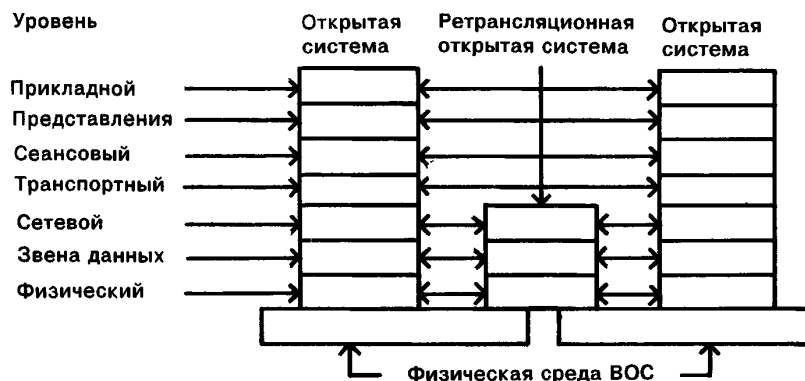 Уровень
Открытая
система
Ретрансляционная
открытая система
Открытая
система
Прикладной
Представления
Сеансовый
Транспортный
Сетевой
Звена данных
Физический
Физическая среда ВОС